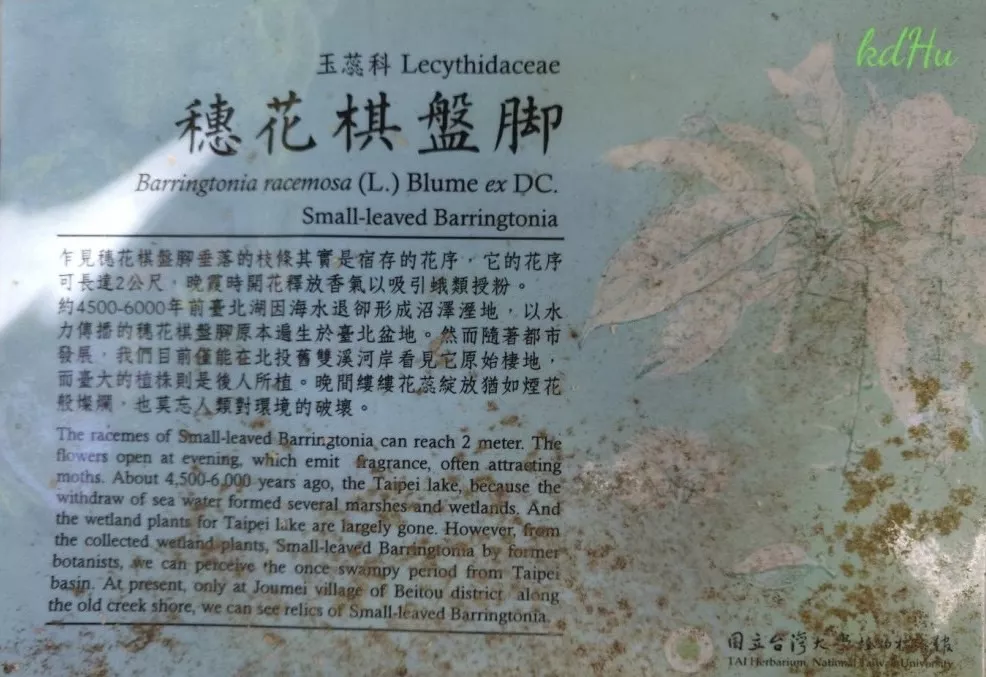 kdHu
玉蕊科 Lecythidaceae
穗花棋盤脚
Barringtonia racemosa (L.) Blume ex DC.
Small-leaved Barringtonia
乍見穗花棋盤腳垂落的枝條其實是宿存的花序，它的花序
可長達2公尺，晚霞時開花釋放香氣以吸引蛾類授粉。
約4500-6000年前臺北湖因海水退卻形成沼澤溼地，以水
力傳播的穗花棋盤腳原本遍生於臺北盆地。然而隨著都市
發展，我們目前僅能在北投舊雙溪河岸看見它原始棲地，
而臺大的植株則是後人所植。晚間縷縷花蕊綻放猶如煙花
般燦爛，也莫忘人類對環境的破壞。
The racemes of Small-leaved Barringtonia can reach 2 meter. The
flowers open at evening, which emit fragrance, often attracting
moths. About 4,500-6,000 years ago, the Taipei lake, because the
withdraw of sea water formed several marshes and wetlands. And
the wetland plants for Taipei lake are largely gone. However, from
the collected wetland plants, Small-leaved Barringtonia by former
botanists, we can perceive the once swampy period from Taipei
basin. At present, only at Joumei village of Beitou district along
the old creek shore, we can see relics of Small-leaved Barringtonia.
国立台湾大學植物標本館
TAI Herbarium, National Taiwan University